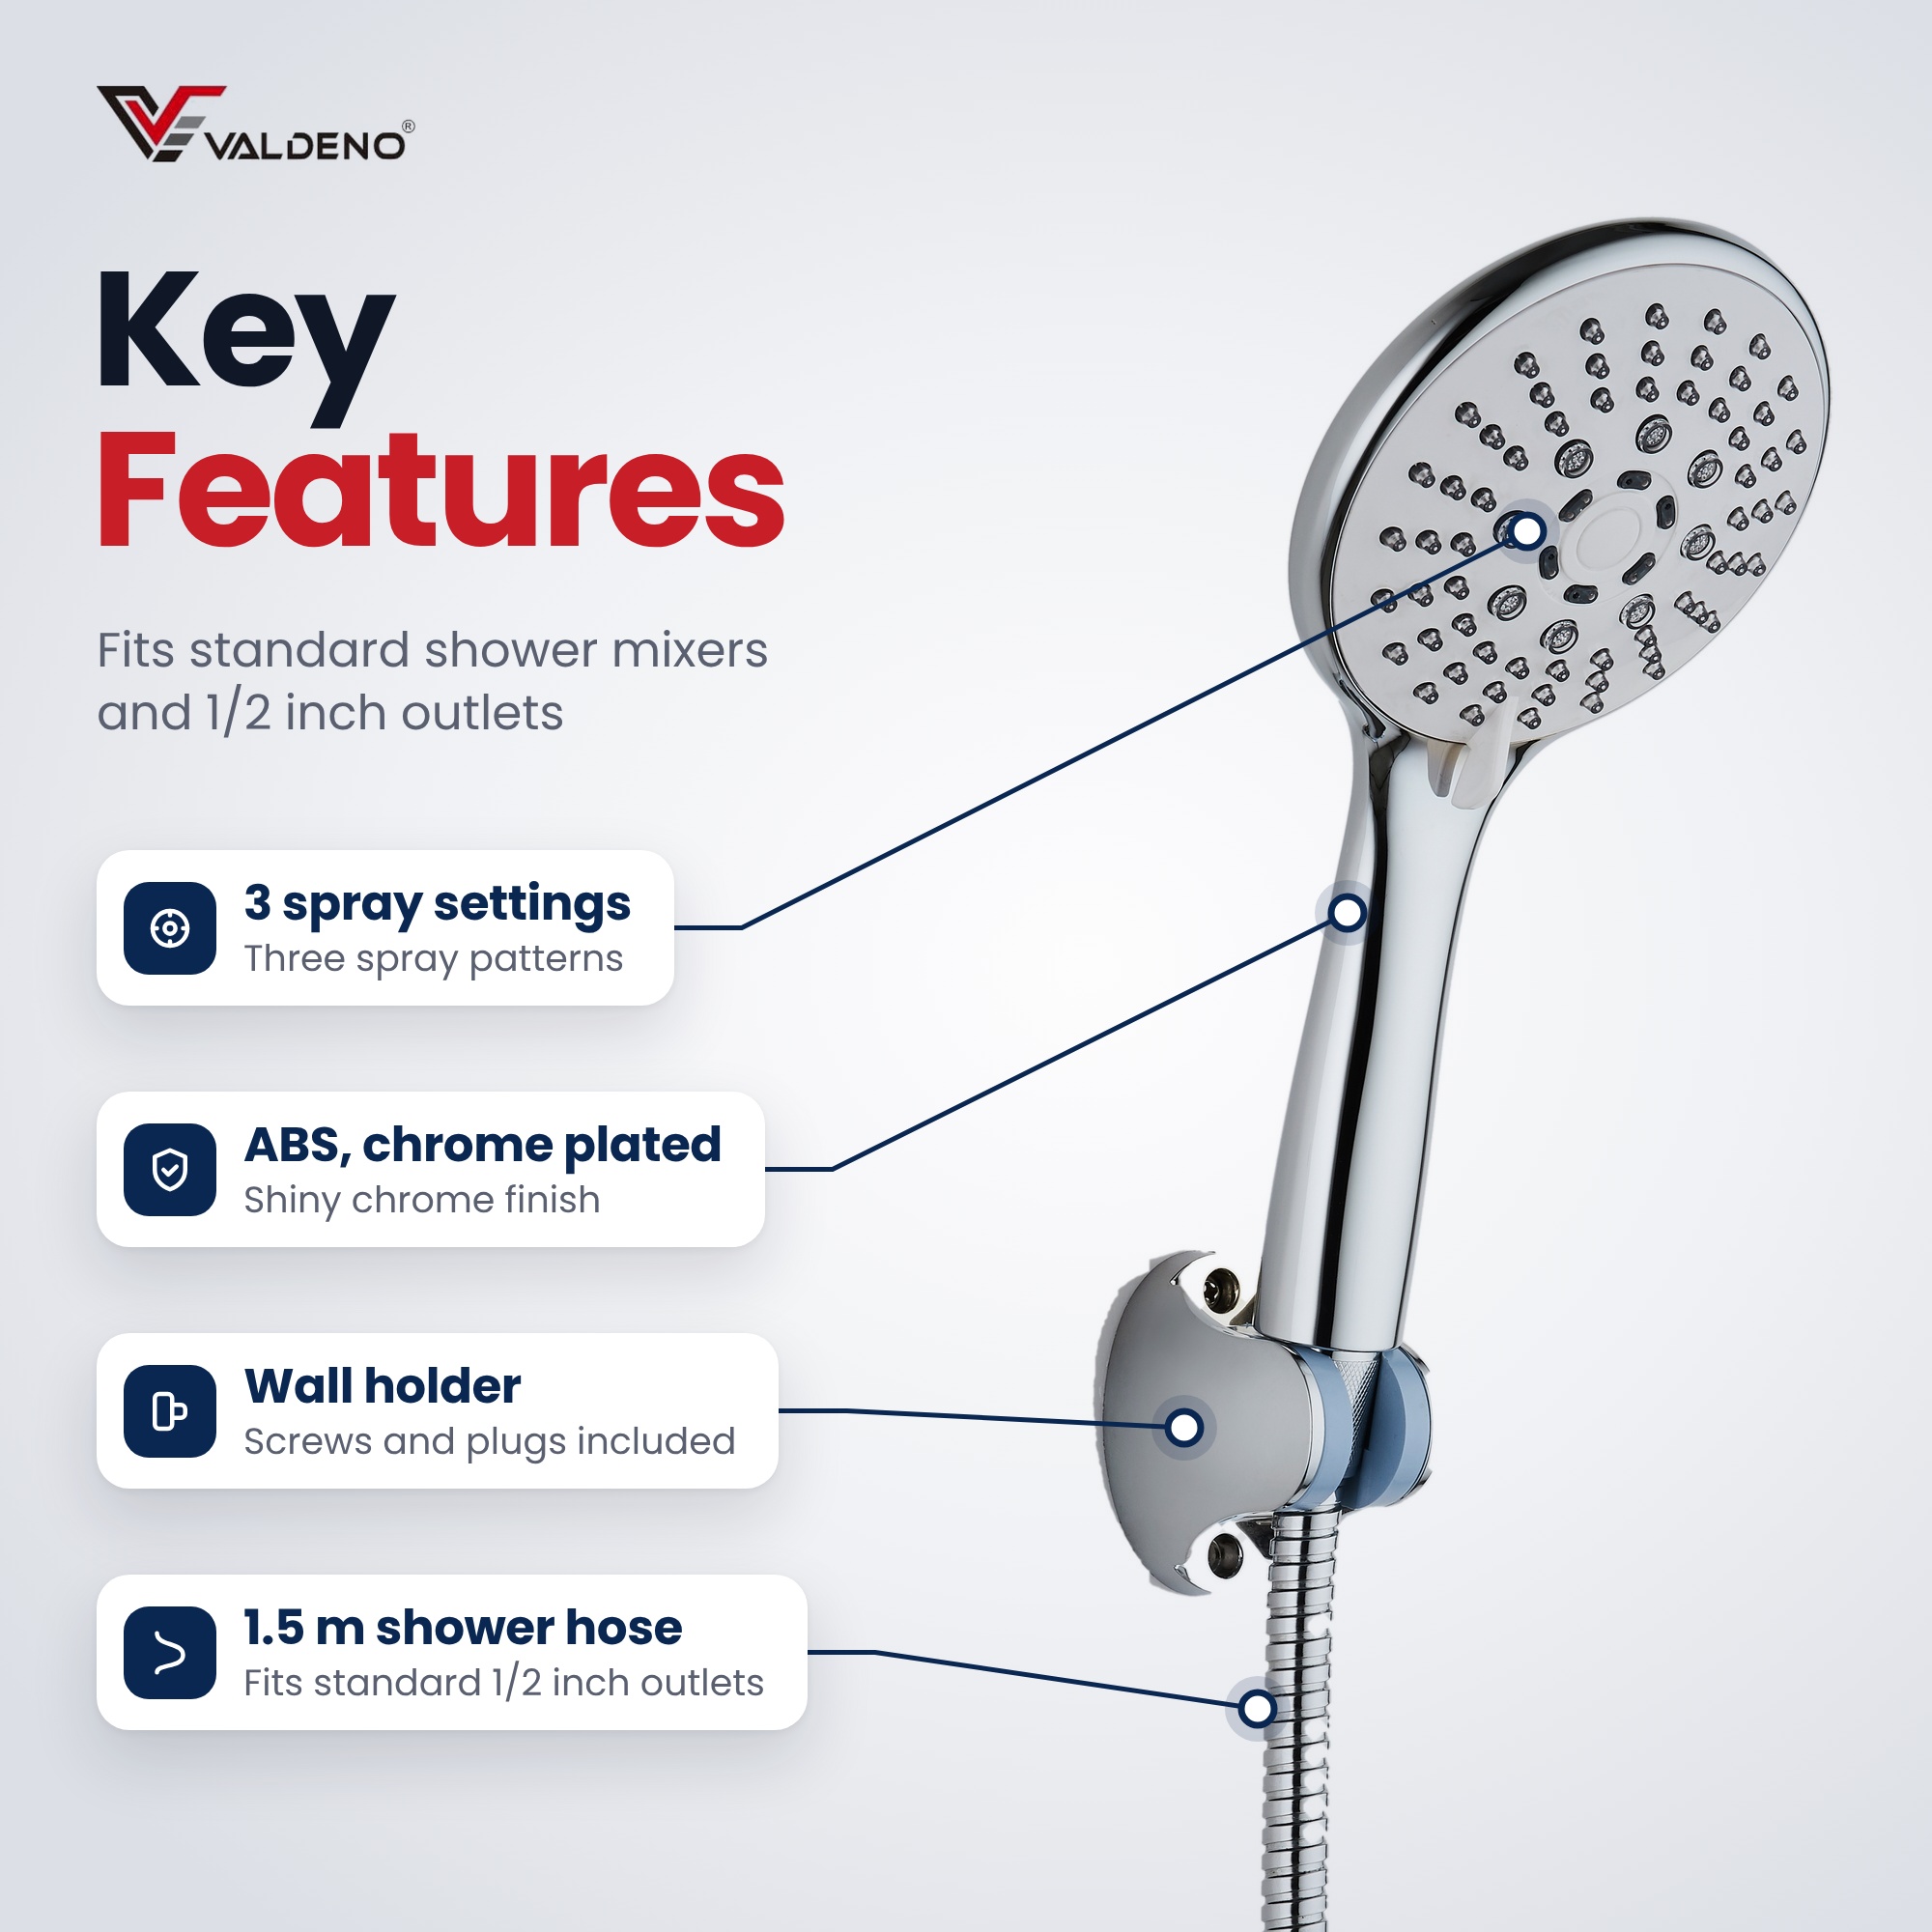 VALDENO®
Key
Features
Fits standard shower mixers
and 1/2 inch outlets
3 spray settings
Three spray patterns
ABS, chrome plated
Shiny chrome finish
Wall holder
Screws and plugs included
1.5 m shower hose
Fits standard 1/2 inch outlets